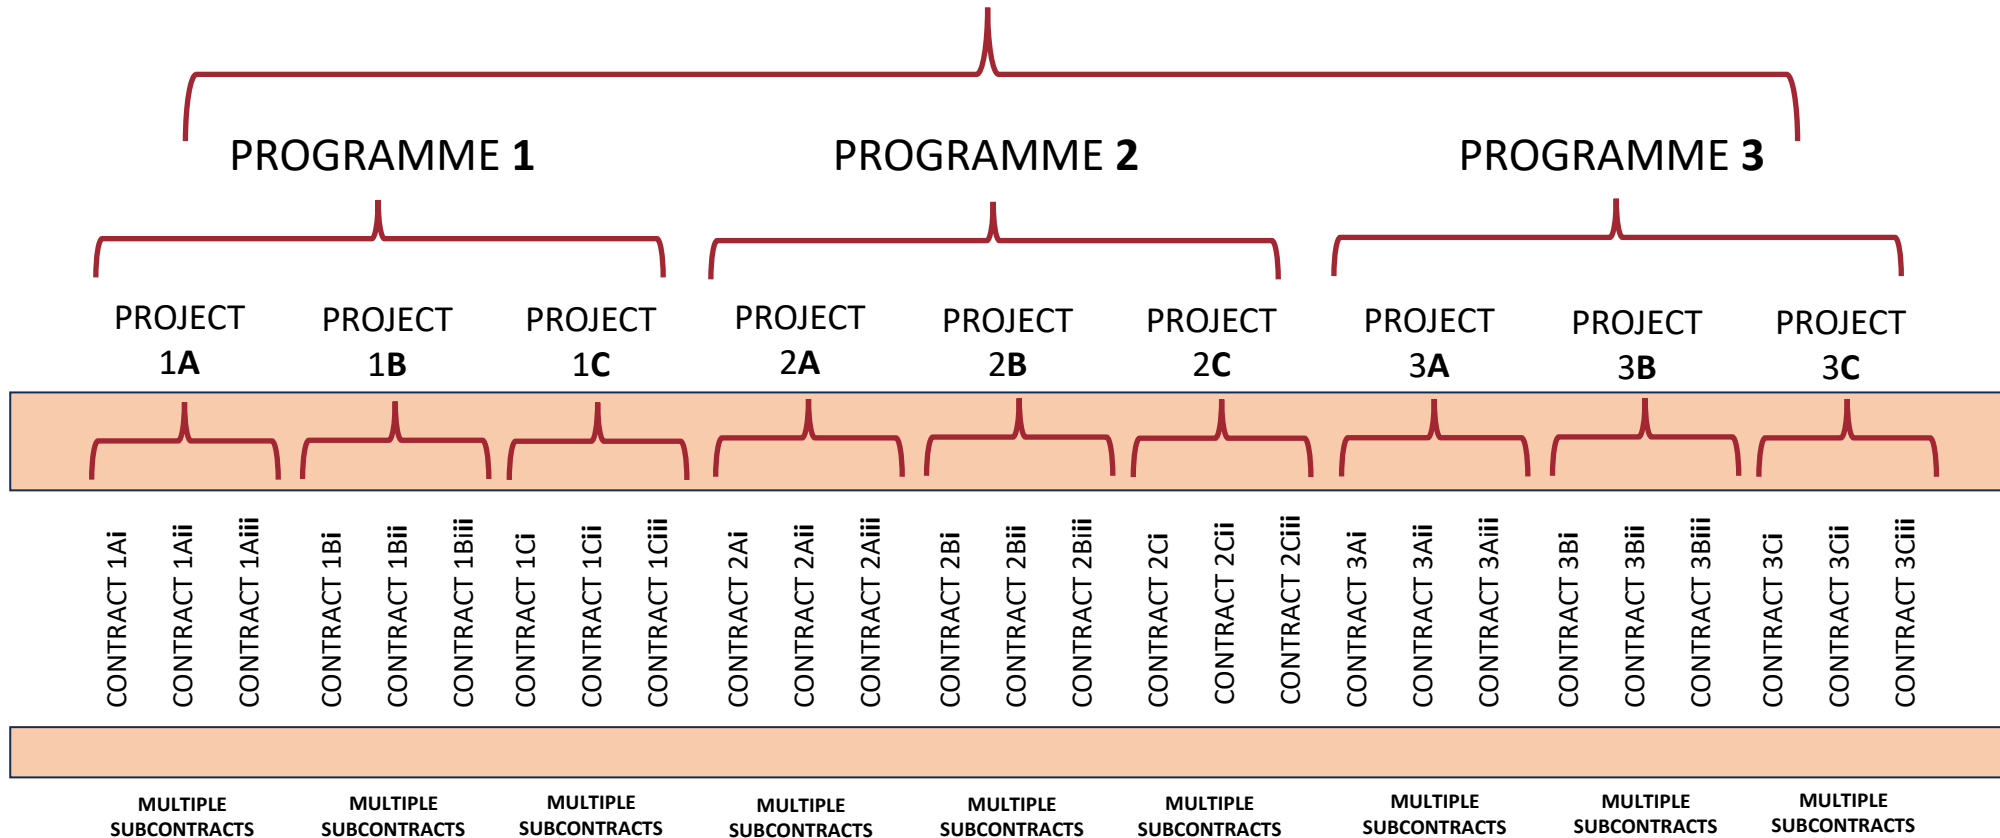 PROGRAMME 1
PROGRAMME 2
PROGRAMME 3
PROJECT
1A
PROJECT
1B
PROJECT
1C
PROJECT
2A
PROJECT
2B
PROJECT
2C
PROJECT
3A
PROJECT
3B
PROJECT
3C
CONTRACT 1Ai
CONTRACT 1Aii
CONTRACT 1Aiii
CONTRACT 1Bi
CONTRACT 1Bii
CONTRACT 1Biii
CONTRACT 1Ci
CONTRACT 1Cii
CONTRACT 1Ciii
CONTRACT 2Ai
CONTRACT 2Aii
CONTRACT 2Aiii
CONTRACT 2Bi
CONTRACT 2Bii
CONTRACT 2Biii
CONTRACT 2Ci
CONTRACT 2Cii
CONTRACT 2Ciii
CONTRACT 3Ai
CONTRACT 3Aii
CONTRACT 3Aiii
CONTRACT 3Bi
CONTRACT 3Bii
CONTRACT 3Biii
CONTRACT 3Ci
CONTRACT 3Cii
CONTRACT 3Ciii
MULTIPLE
SUBCONTRACTS
MULTIPLE
SUBCONTRACTS
MULTIPLE
SUBCONTRACTS
MULTIPLE
SUBCONTRACTS
MULTIPLE
SUBCONTRACTS
MULTIPLE
SUBCONTRACTS
MULTIPLE
SUBCONTRACTS
MULTIPLE
SUBCONTRACTS
MULTIPLE
SUBCONTRACTS